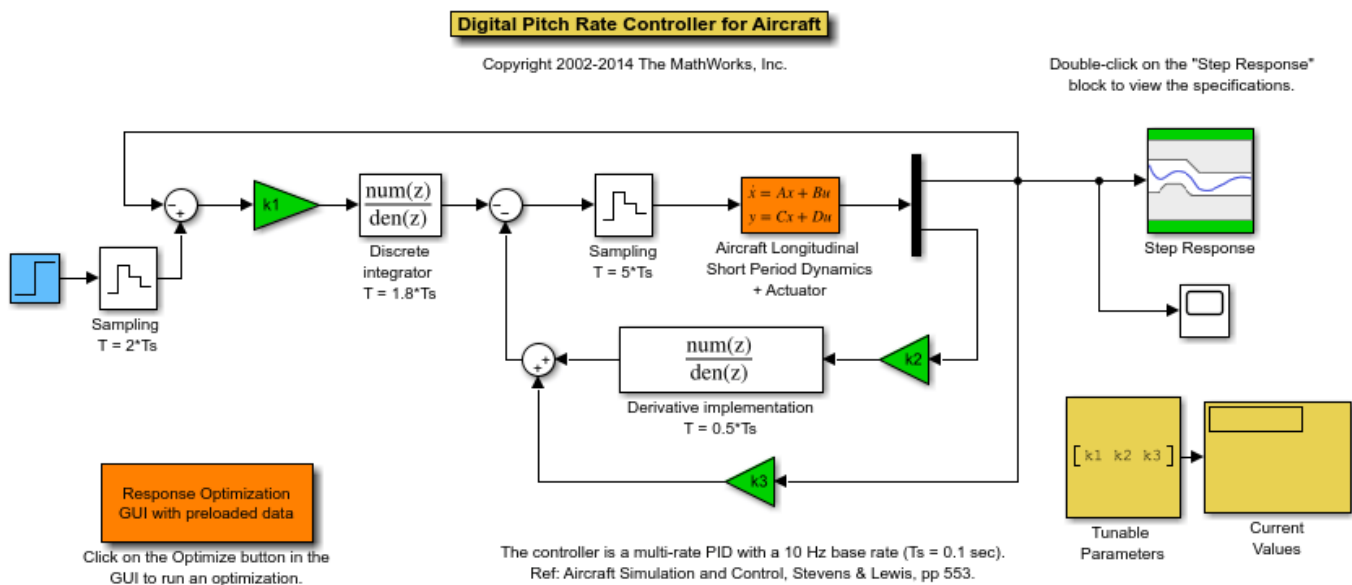 Digital Pitch Rate Controller for Aircraft
Copyright 2002-2014 The MathWorks, Inc.
Double-click on the "Step Response"
block to view the specifications.
k1
num(z)
den(z)
Discrete
integrator
T = 1.8*Ts
Sampling
T = 2*Ts
Sampling
T = 5*Ts
ẋ = Ax + Bu
y = Cx + Du
Aircraft Longitudinal
Short Period Dynamics
+ Actuator
Step Response
num(z)
den(z)
Derivative implementation
T = 0.5*Ts
k2
k3
[ k1 k2 k3 ]
Tunable
Parameters
Current
Values
Response Optimization
GUI with preloaded data
Click on the Optimize button in the
GUI to run an optimization.
The controller is a multi-rate PID with a 10 Hz base rate (Ts = 0.1 sec).
Ref: Aircraft Simulation and Control, Stevens & Lewis, pp 553.